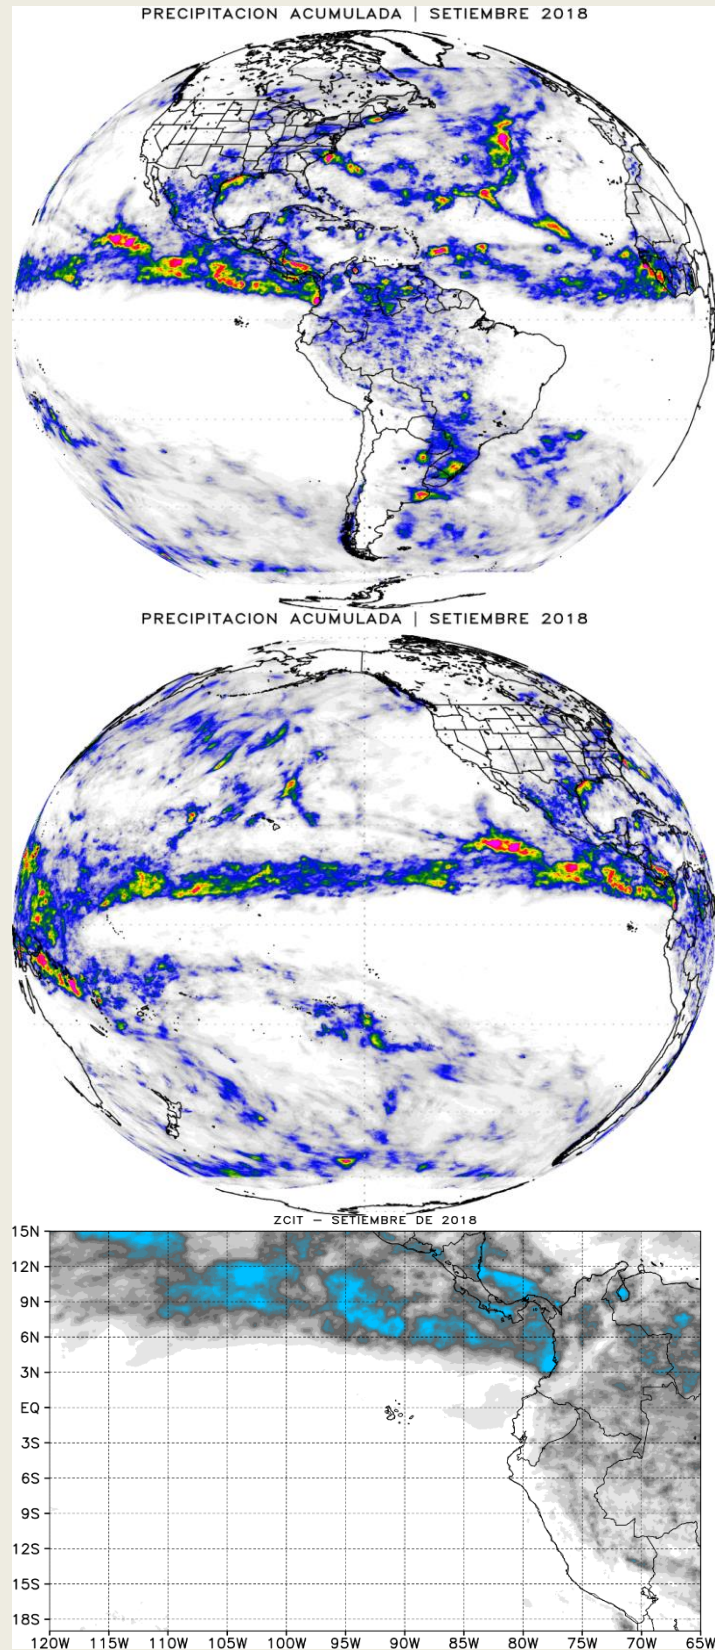 PRECIPITACION ACUMULADA | SETIEMBRE 2018
PRECIPITACION ACUMULADA | SETIEMBRE 2018
ZCIT – SETIEMBRE DE 2018
15N
12N
9N
6N
3N
EQ
3S
6S
9S
12S
15S
18S
120W 115W 110W 105W 100W 95W 90W 85W 80W 75W 70W 65W